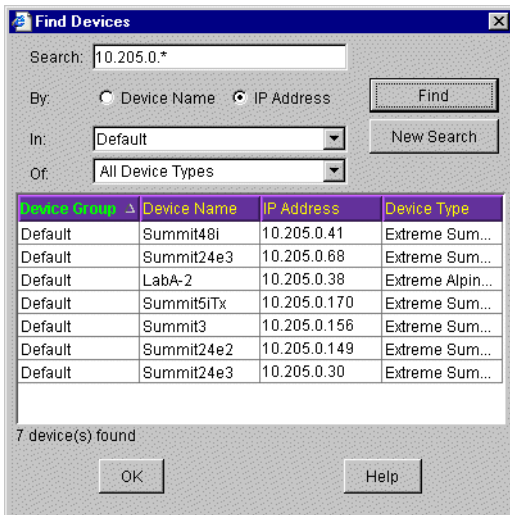 Find Devices
Search: 10.205.0.*
By: Device Name IP Address Find
In: Default New Search
Of: All Device Types
Device Group Device Name IP Address Device Type
Default Summit48i 10.205.0.41 Extreme Sum...
Default Summit24e3 10.205.0.68 Extreme Sum...
Default LabA-2 10.205.0.38 Extreme Alpin...
Default Summit5iTx 10.205.0.170 Extreme Sum...
Default Summit3 10.205.0.156 Extreme Sum...
Default Summit24e2 10.205.0.149 Extreme Sum...
Default Summit24e3 10.205.0.30 Extreme Sum...
7 device(s) found
OK Help